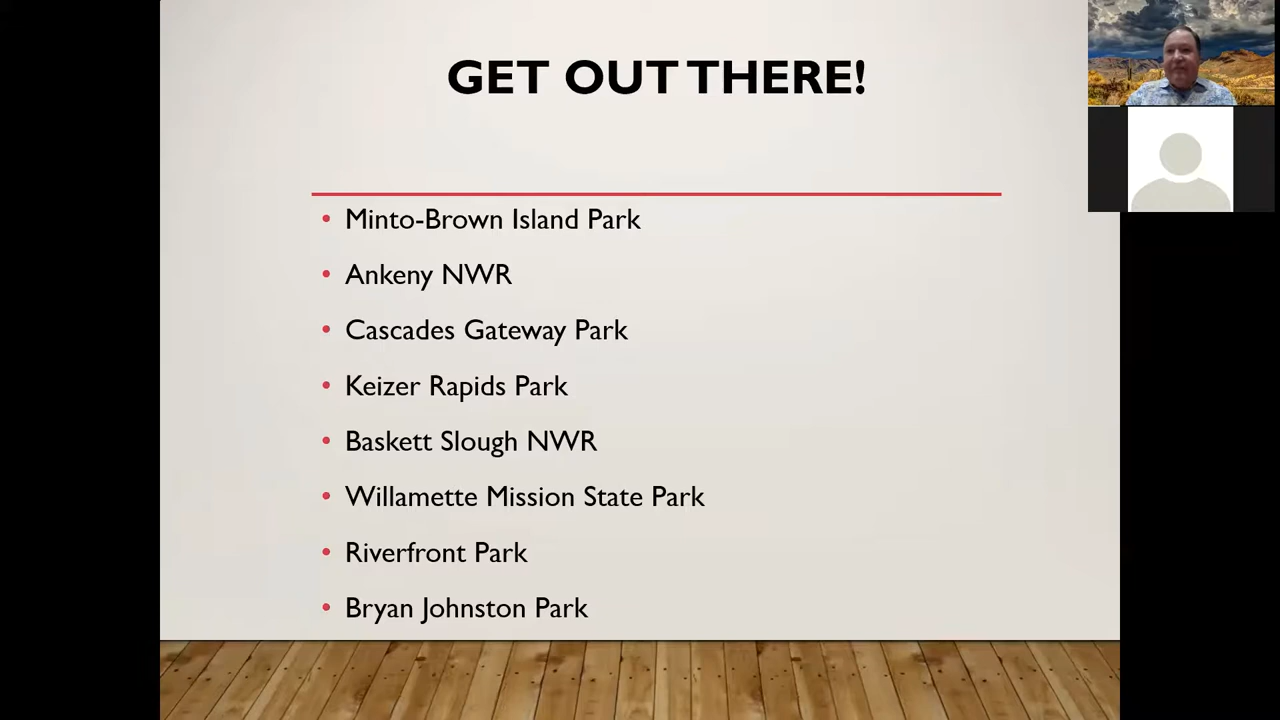 GET OUT THERE!
• Minto-Brown Island Park
• Ankeny NWR
• Cascades Gateway Park
• Keizer Rapids Park
• Baskett Slough NWR
• Willamette Mission State Park
• Riverfront Park
• Bryan Johnston Park